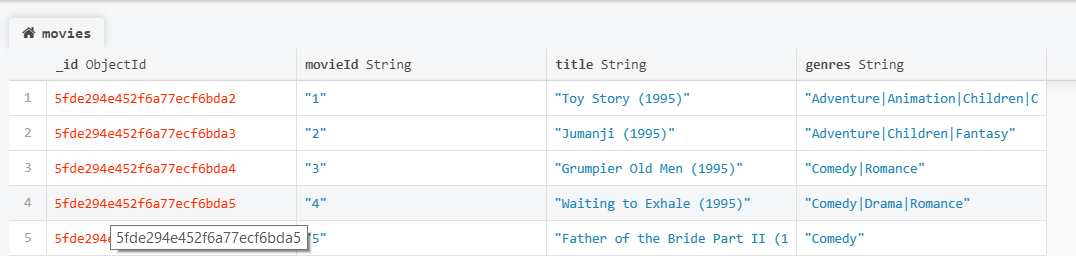 movies
_id ObjectId movieId String title String genres String
1 5fde294e452f6a77ecf6bda2 "1" "Toy Story (1995)" "Adventure|Animation|Children|C
2 5fde294e452f6a77ecf6bda3 "2" "Jumanji (1995)" "Adventure|Children|Fantasy"
3 5fde294e452f6a77ecf6bda4 "3" "Grumpier Old Men (1995)" "Comedy|Romance"
4 5fde294e452f6a77ecf6bda5 "4" "Waiting to Exhale (1995)" "Comedy|Drama|Romance"
5 5fde294 5fde294e452f6a77ecf6bda5 "5" "Father of the Bride Part II (1 "Comedy"